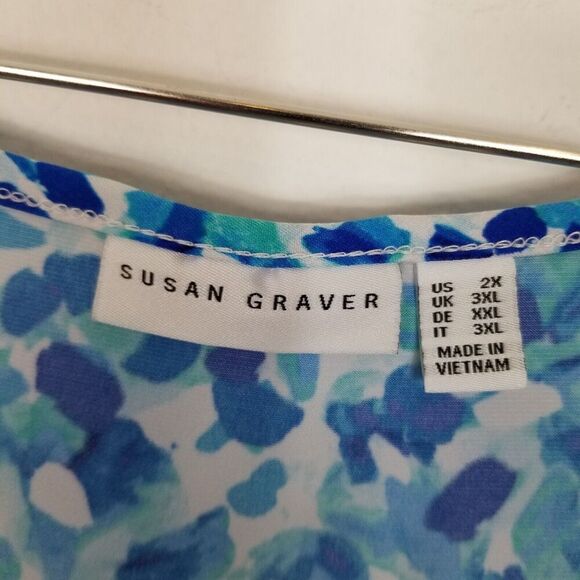 SUSAN GRAVER
US 2X
UK 3XL
DE XXL
IT 3XL
MADE IN
VIETNAM